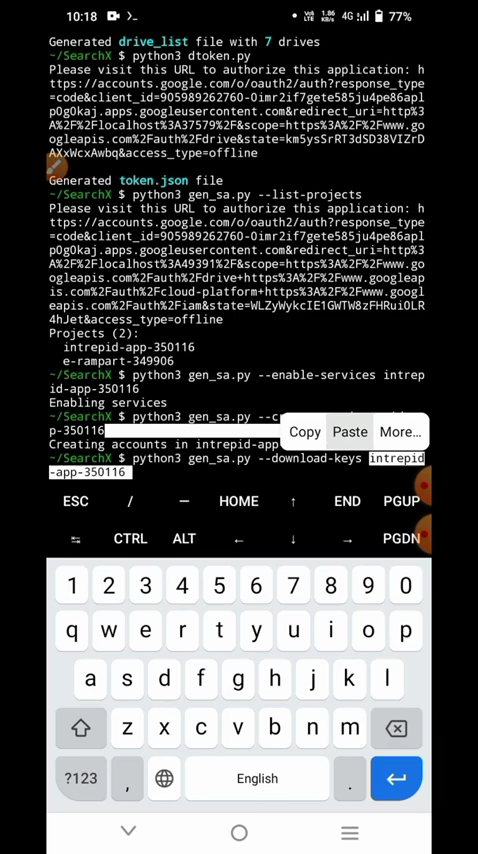 10:18 VoI LTE 1.86 KB/s 4G 77%
Generated drive_list file with 7 drives
~/SearchX $ python3 dtoken.py
Please visit this URL to authorize this application: h
ttps://accounts.google.com/o/oauth2/auth?response_type
=code&client_id=905989262760-0imr2if7gete585ju4pe86apl
p0g0kaj.apps.googleusercontent.com&redirect_uri=http%3
A%2F%2Flocalhost%3A37579%2F&scope=https%3A%2F%2Fwww.go
ogleapis.com%2Fauth%2Fdrive&state=km5ysSrRT3dSD38VIZrD
AXxWcxAwbq&access_type=offline
Generated token.json file
~/SearchX $ python3 gen_sa.py --list-projects
Please visit this URL to authorize this application: h
ttps://accounts.google.com/o/oauth2/auth?response_type
=code&client_id=905989262760-0imr2if7gete585ju4pe86apl
p0g0kaj.apps.googleusercontent.com&redirect_uri=http%3
A%2F%2Flocalhost%3A49391%2F&scope=https%3A%2F%2Fwww.go
ogleapis.com%2Fauth%2Fdrive+https%3A%2F%2Fwww.googleap
is.com%2Fauth%2Fcloud-platform+https%3A%2F%2Fwww.googl
eapis.com%2Fauth%2Fiam&state=WLZyWykcIE1GWTW8zFHRui0LR
4hJet&access_type=offline
Projects (2):
intrepid-app-350116
e-rampart-349906
~/SearchX $ python3 gen_sa.py --enable-services intrep
id-app-350116
Enabling services
~/SearchX $ python3 gen_sa.py
p-350116
Copy Paste More...
Creating accounts in intrepid-app
~/SearchX $ python3 gen_sa.py --download-keys intrepid
-app-350116
ESC / — HOME ↑ END PGUP
↹ CTRL ALT ← ↓ → PGDN
1 2 3 4 5 6 7 8 9 0
q w e r t y u i o p
a s d f g h j k l
z x c v b n m
?123 , English .